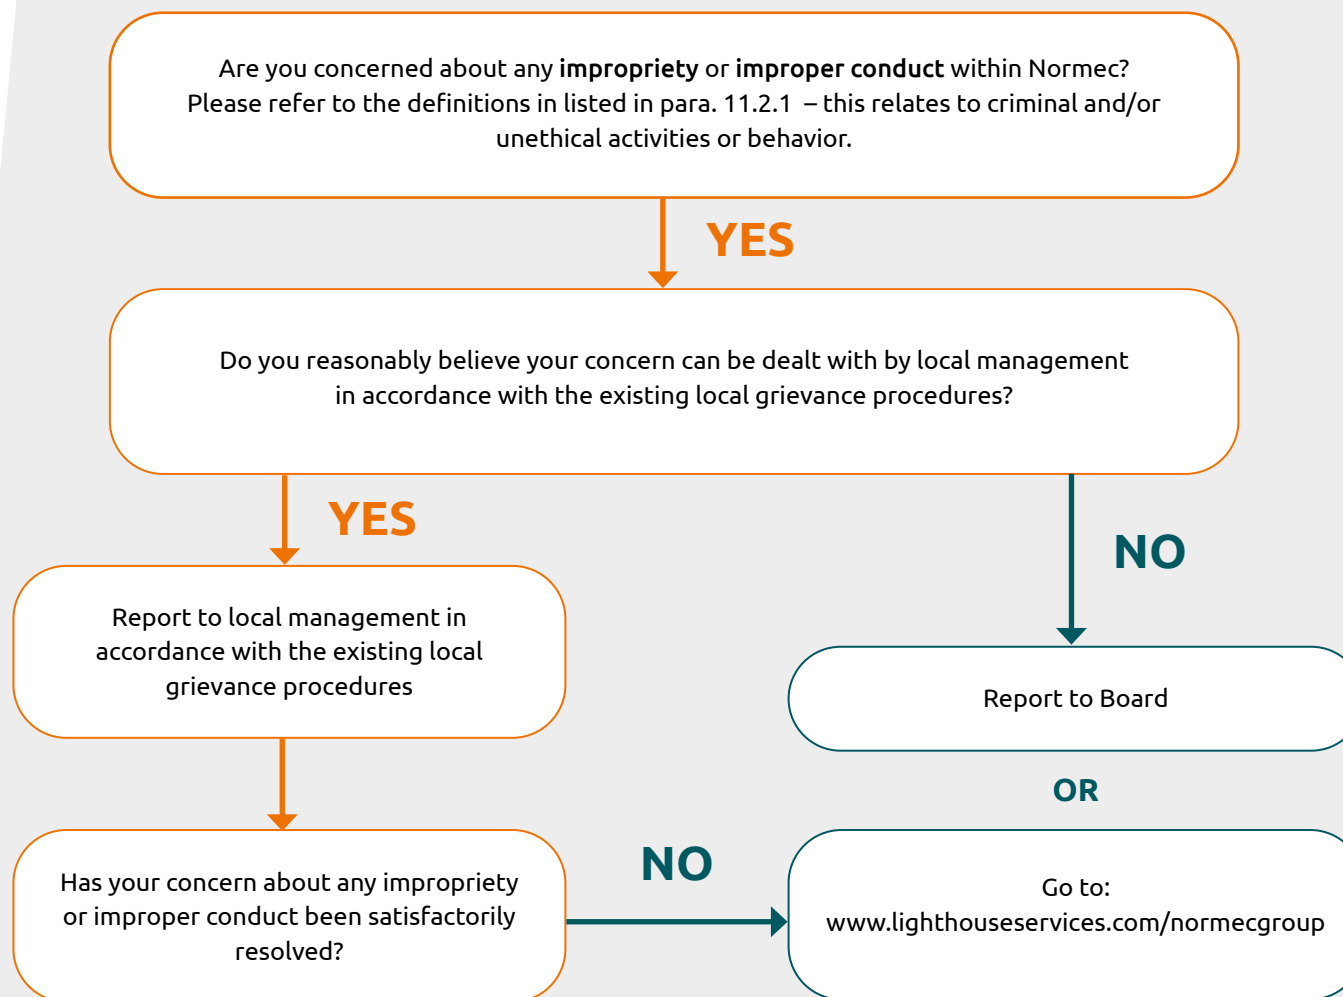 Are you concerned about any impropriety or improper conduct within Normec?
Please refer to the definitions in listed in para. 11.2.1 – this relates to criminal and/or
unethical activities or behavior.
YES
Do you reasonably believe your concern can be dealt with by local management
in accordance with the existing local grievance procedures?
YES
NO
Report to local management in
accordance with the existing local
grievance procedures
Report to Board
OR
Has your concern about any impropriety
or improper conduct been satisfactorily
resolved?
NO
Go to:
www.lighthouseservices.com/normecgroup